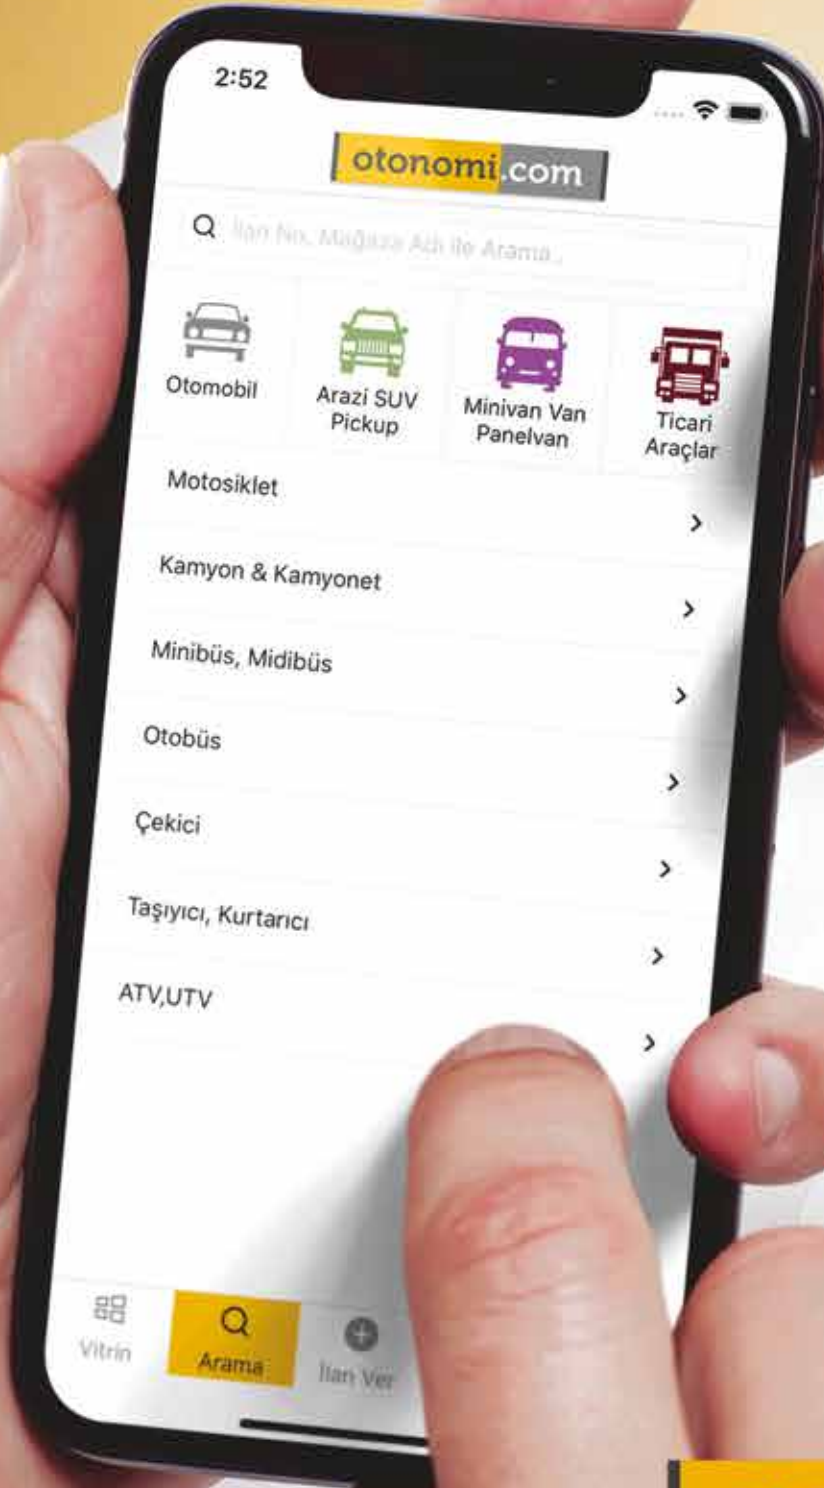 2:52
otonomi.com
İlan No, Mağaza Adı ile Arama..
Otomobil
Arazi SUV
Pickup
Minivan Van
Panelvan
Ticari
Araçlar
Motosiklet
Kamyon & Kamyonet
Minibüs, Midibüs
Otobüs
Çekici
Taşıyıcı, Kurtarıcı
ATV,UTV
Vitrin
Arama
İlan Ver